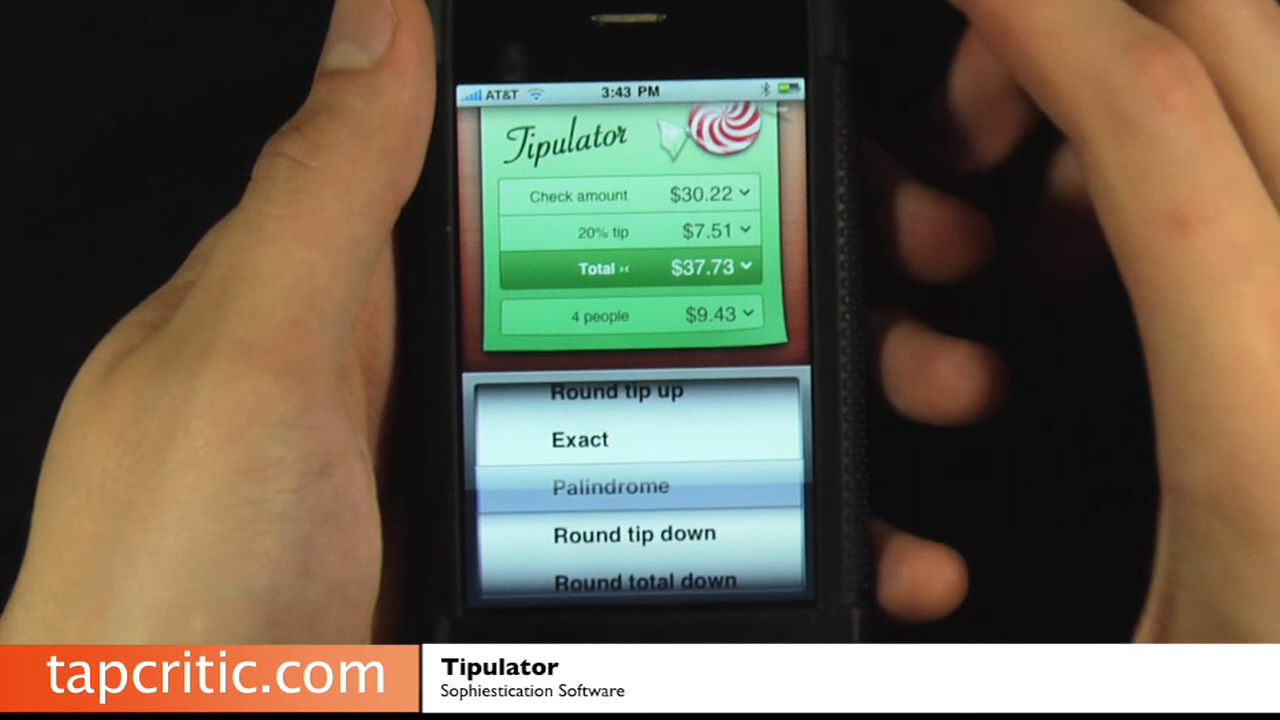 AT&T 3:43 PM
Tipulator
Check amount $30.22
20% tip $7.51
Total $37.73
4 people $9.43
Round tip up
Exact
Palindrome
Round tip down
Round total down
tapcritic.com
Tipulator
Sophiestication Software